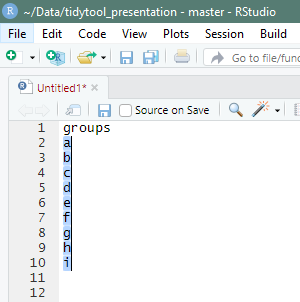 ~/Data/tidytool_presentation - master - RStudio
File Edit Code View Plots Session Build
Go to file/func
Untitled1*
Source on Save
1 groups
2 a
3 b
4 c
5 d
6 e
7 f
8 g
9 h
10 i
11
12